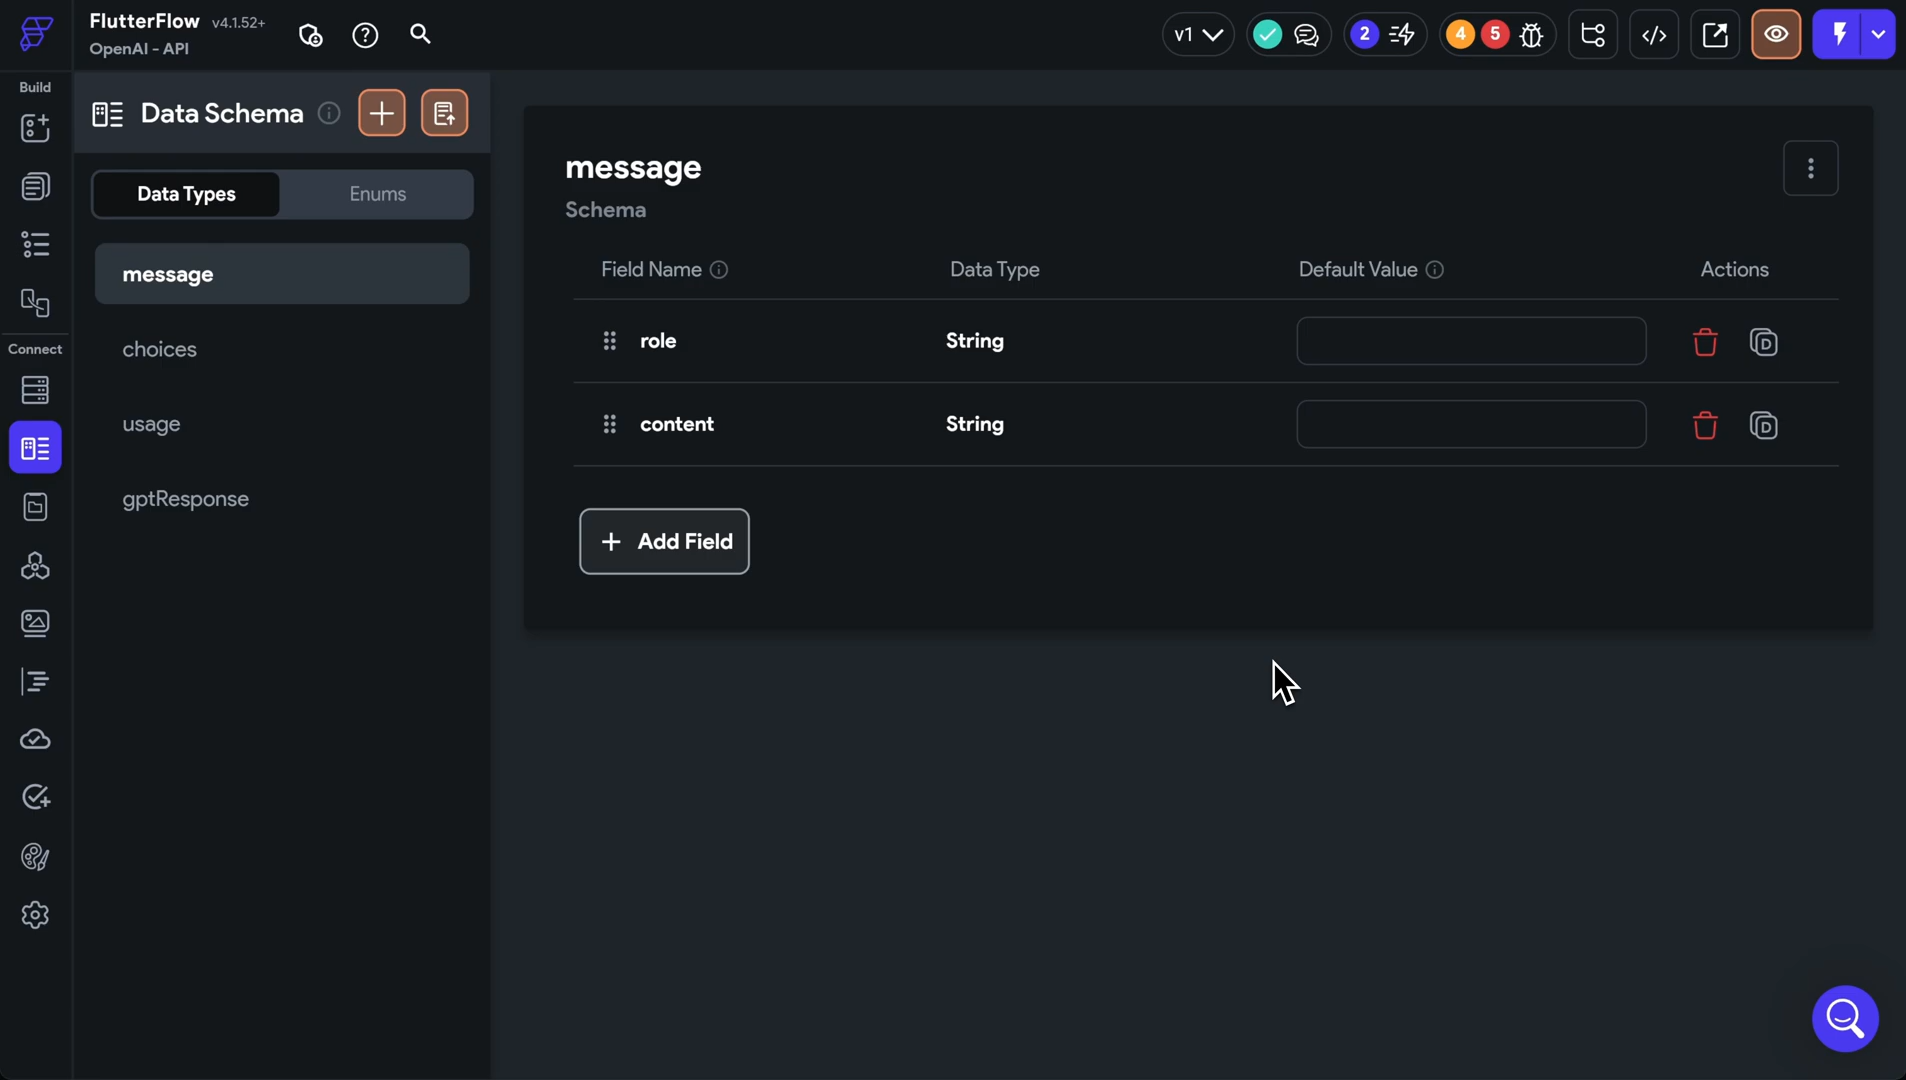 FlutterFlow v4.1.52+
OpenAI - API
v1
2
4
5
Build
Connect
Data Schema
Data Types
Enums
message
choices
usage
gptResponse
message
Schema
Field Name
Data Type
Default Value
Actions
role
String
D
content
String
D
+ Add Field